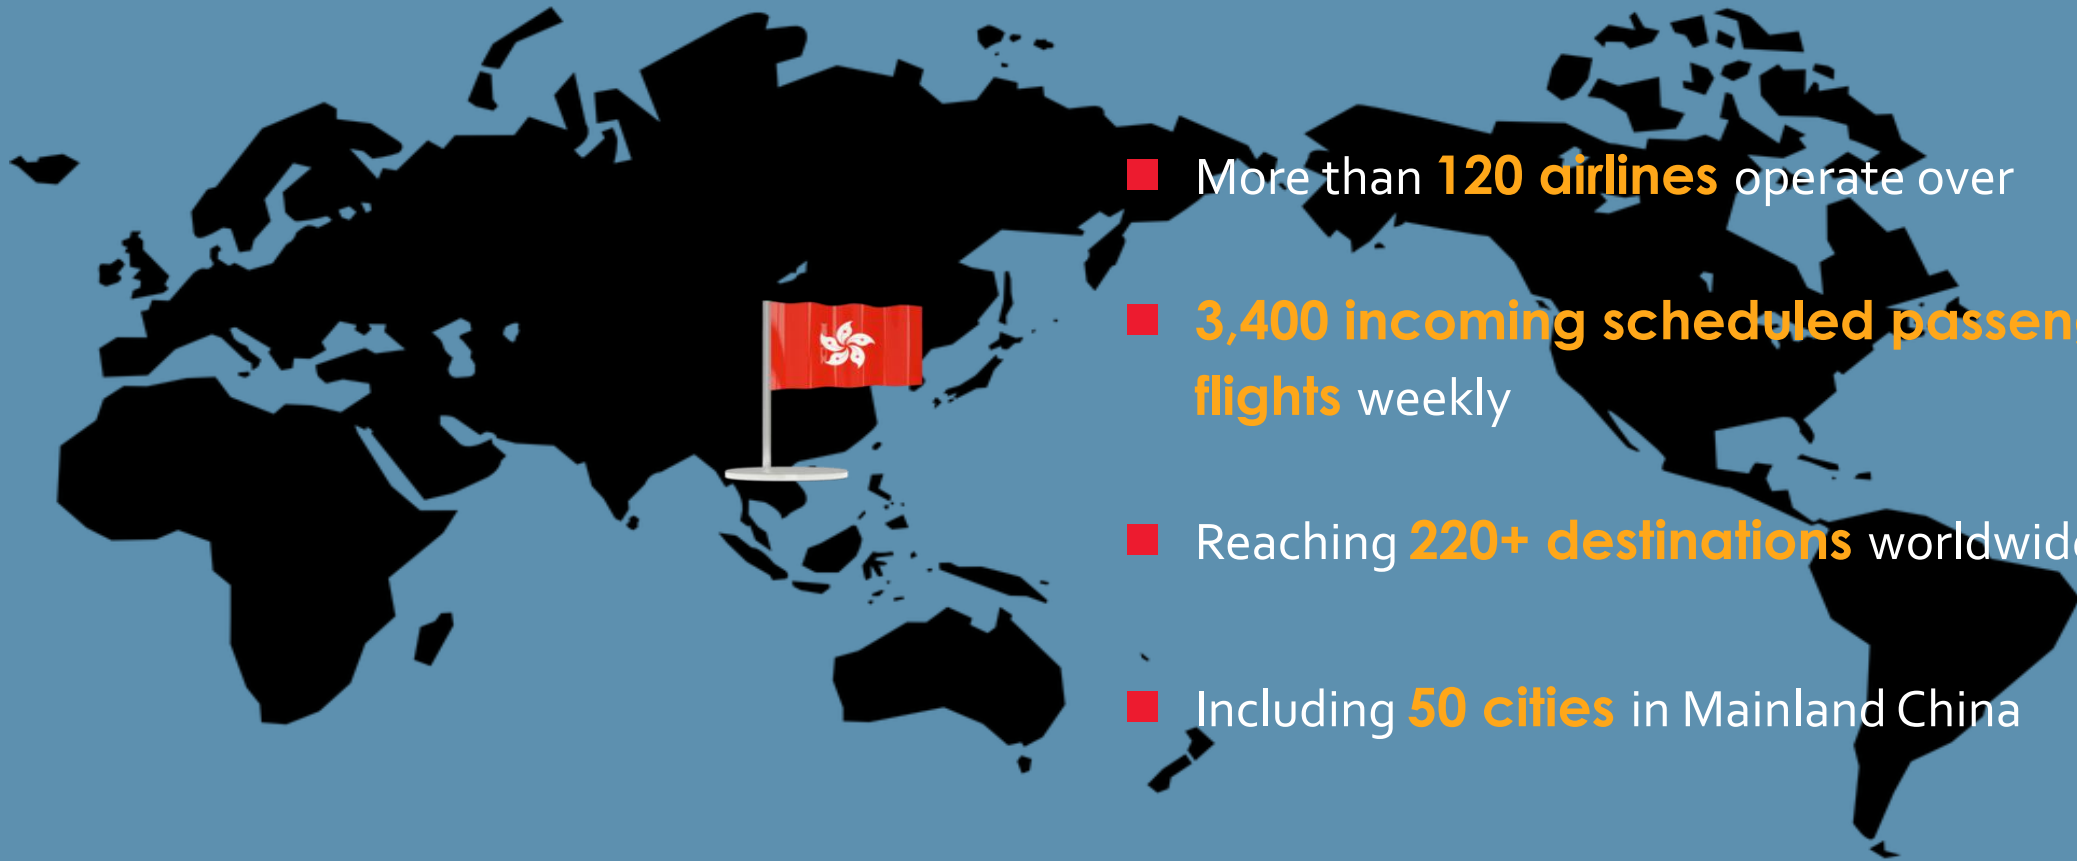 More than 120 airlines operate over
3,400 incoming scheduled passen
flights weekly
Reaching 220+ destinations worldwide
Including 50 cities in Mainland China